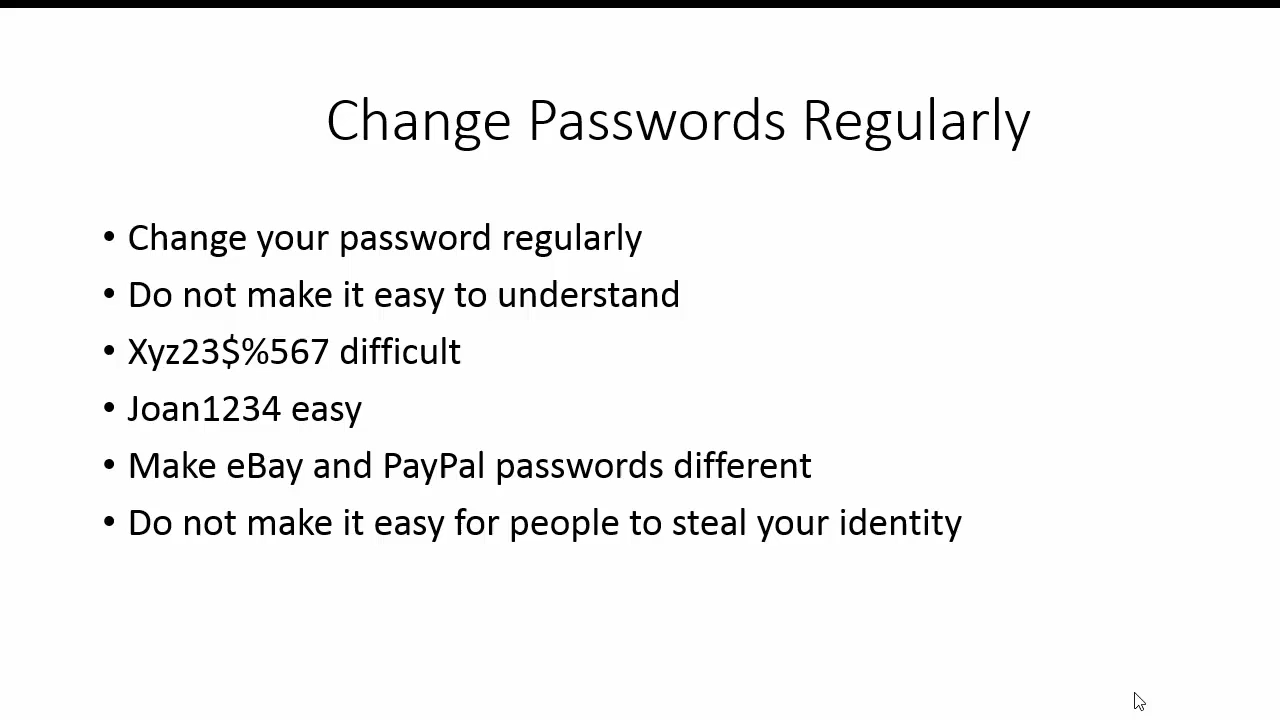 Change Passwords Regularly
• Change your password regularly
• Do not make it easy to understand
• Xyz23$%567 difficult
• Joan1234 easy
• Make eBay and PayPal passwords different
• Do not make it easy for people to steal your identity